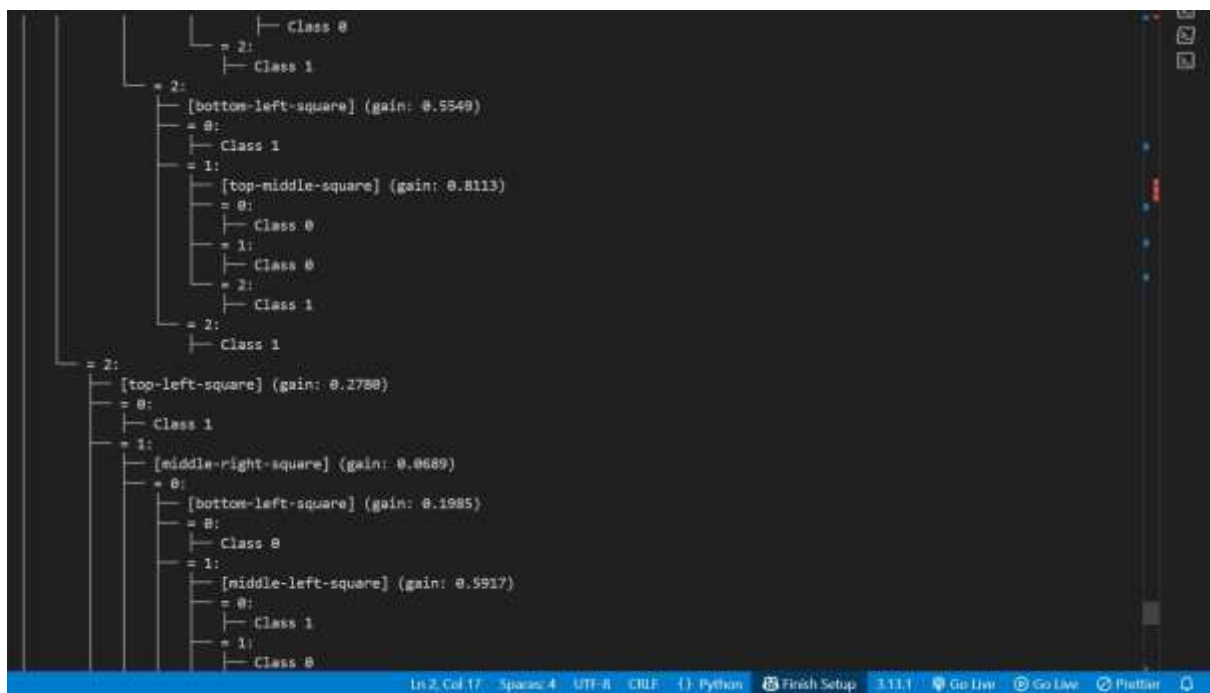 ├── Class 0
└── = 2:
├── Class 1
└── = 2:
├── [bottom-left-square] (gain: 0.5549)
├── = 0:
├── Class 1
├── = 1:
├── [top-middle-square] (gain: 0.8113)
├── = 0:
├── Class 0
├── = 1:
├── Class 0
└── = 2:
├── Class 1
└── = 2:
├── Class 1
└── = 2:
├── [top-left-square] (gain: 0.2780)
├── = 0:
├── Class 1
├── = 1:
├── [middle-right-square] (gain: 0.0689)
├── = 0:
├── [bottom-left-square] (gain: 0.1985)
├── = 0:
├── Class 0
├── = 1:
├── [middle-left-square] (gain: 0.5917)
├── = 0:
├── Class 1
├── = 1:
├── Class 0
Ln 2, Col 17 Spaces: 4 UTF-8 CRLF {} Python Finish Setup 3.13.1 Go Live Go Live Prettier